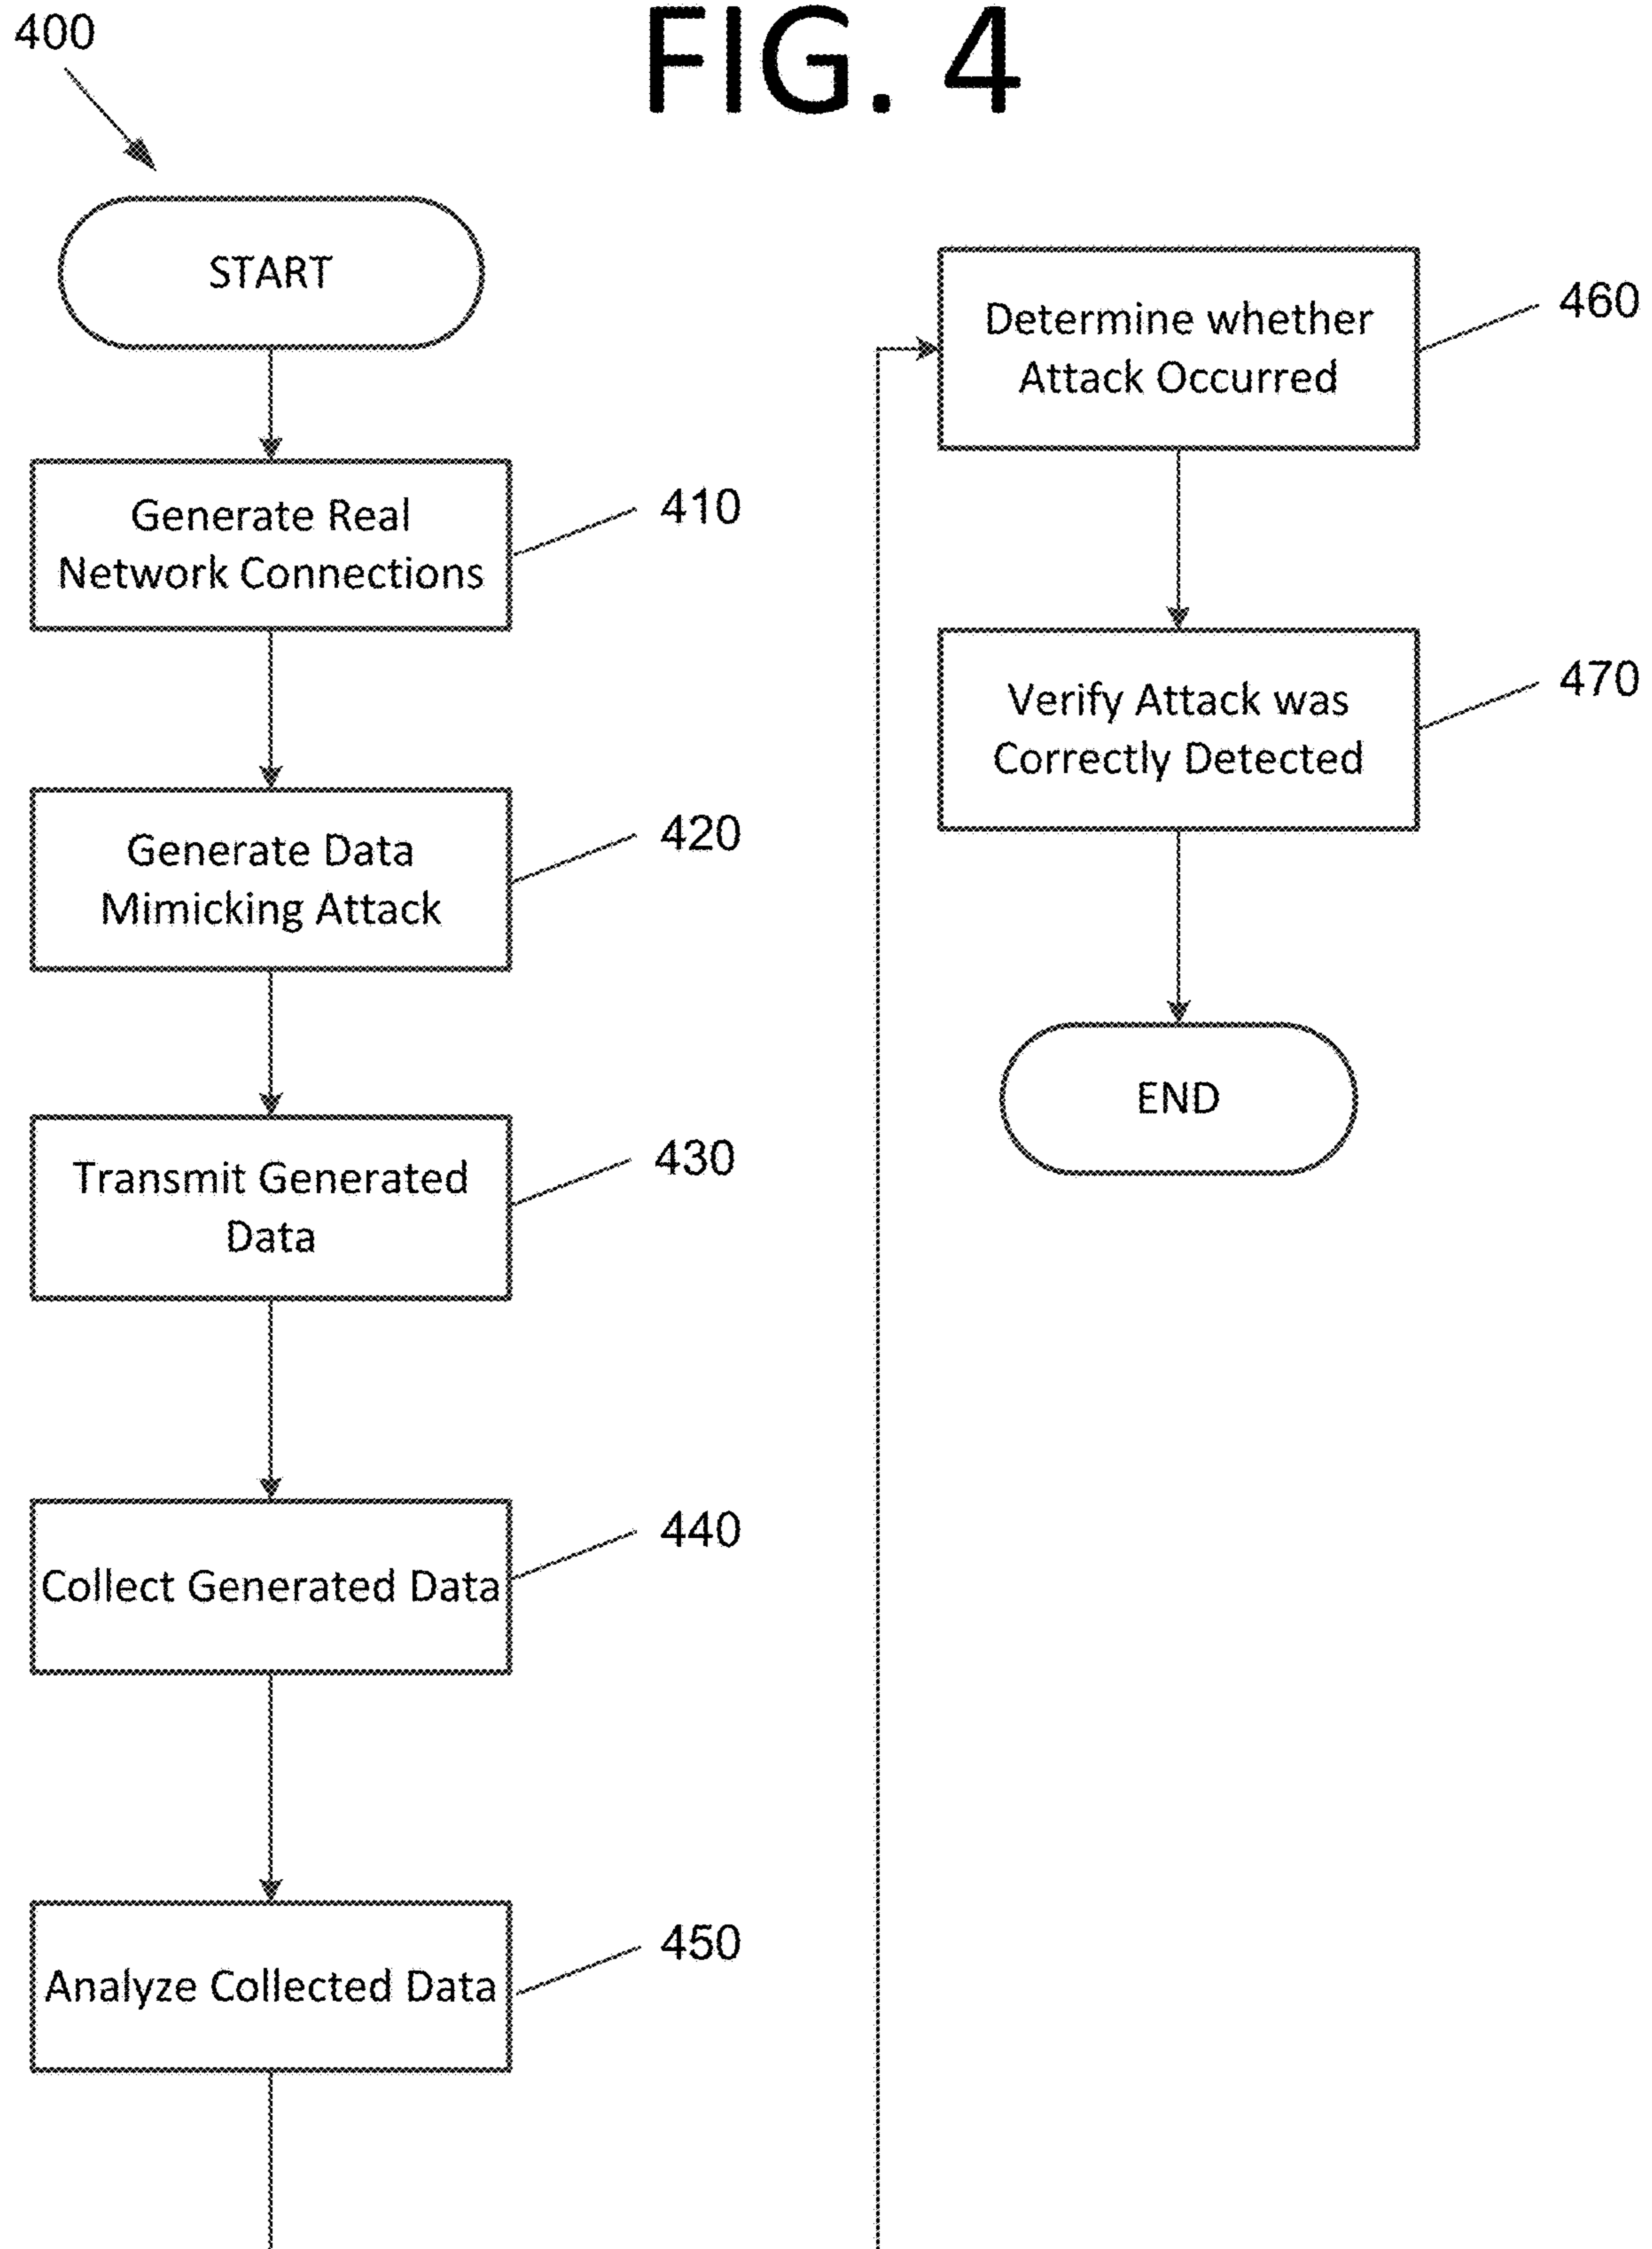 400
FIG. 4
START
Generate Real
Network Connections
410
Generate Data
Mimicking Attack
420
Transmit Generated
Data
430
Collect Generated Data
440
Analyze Collected Data
450
Determine whether
Attack Occurred
460
Verify Attack was
Correctly Detected
470
END